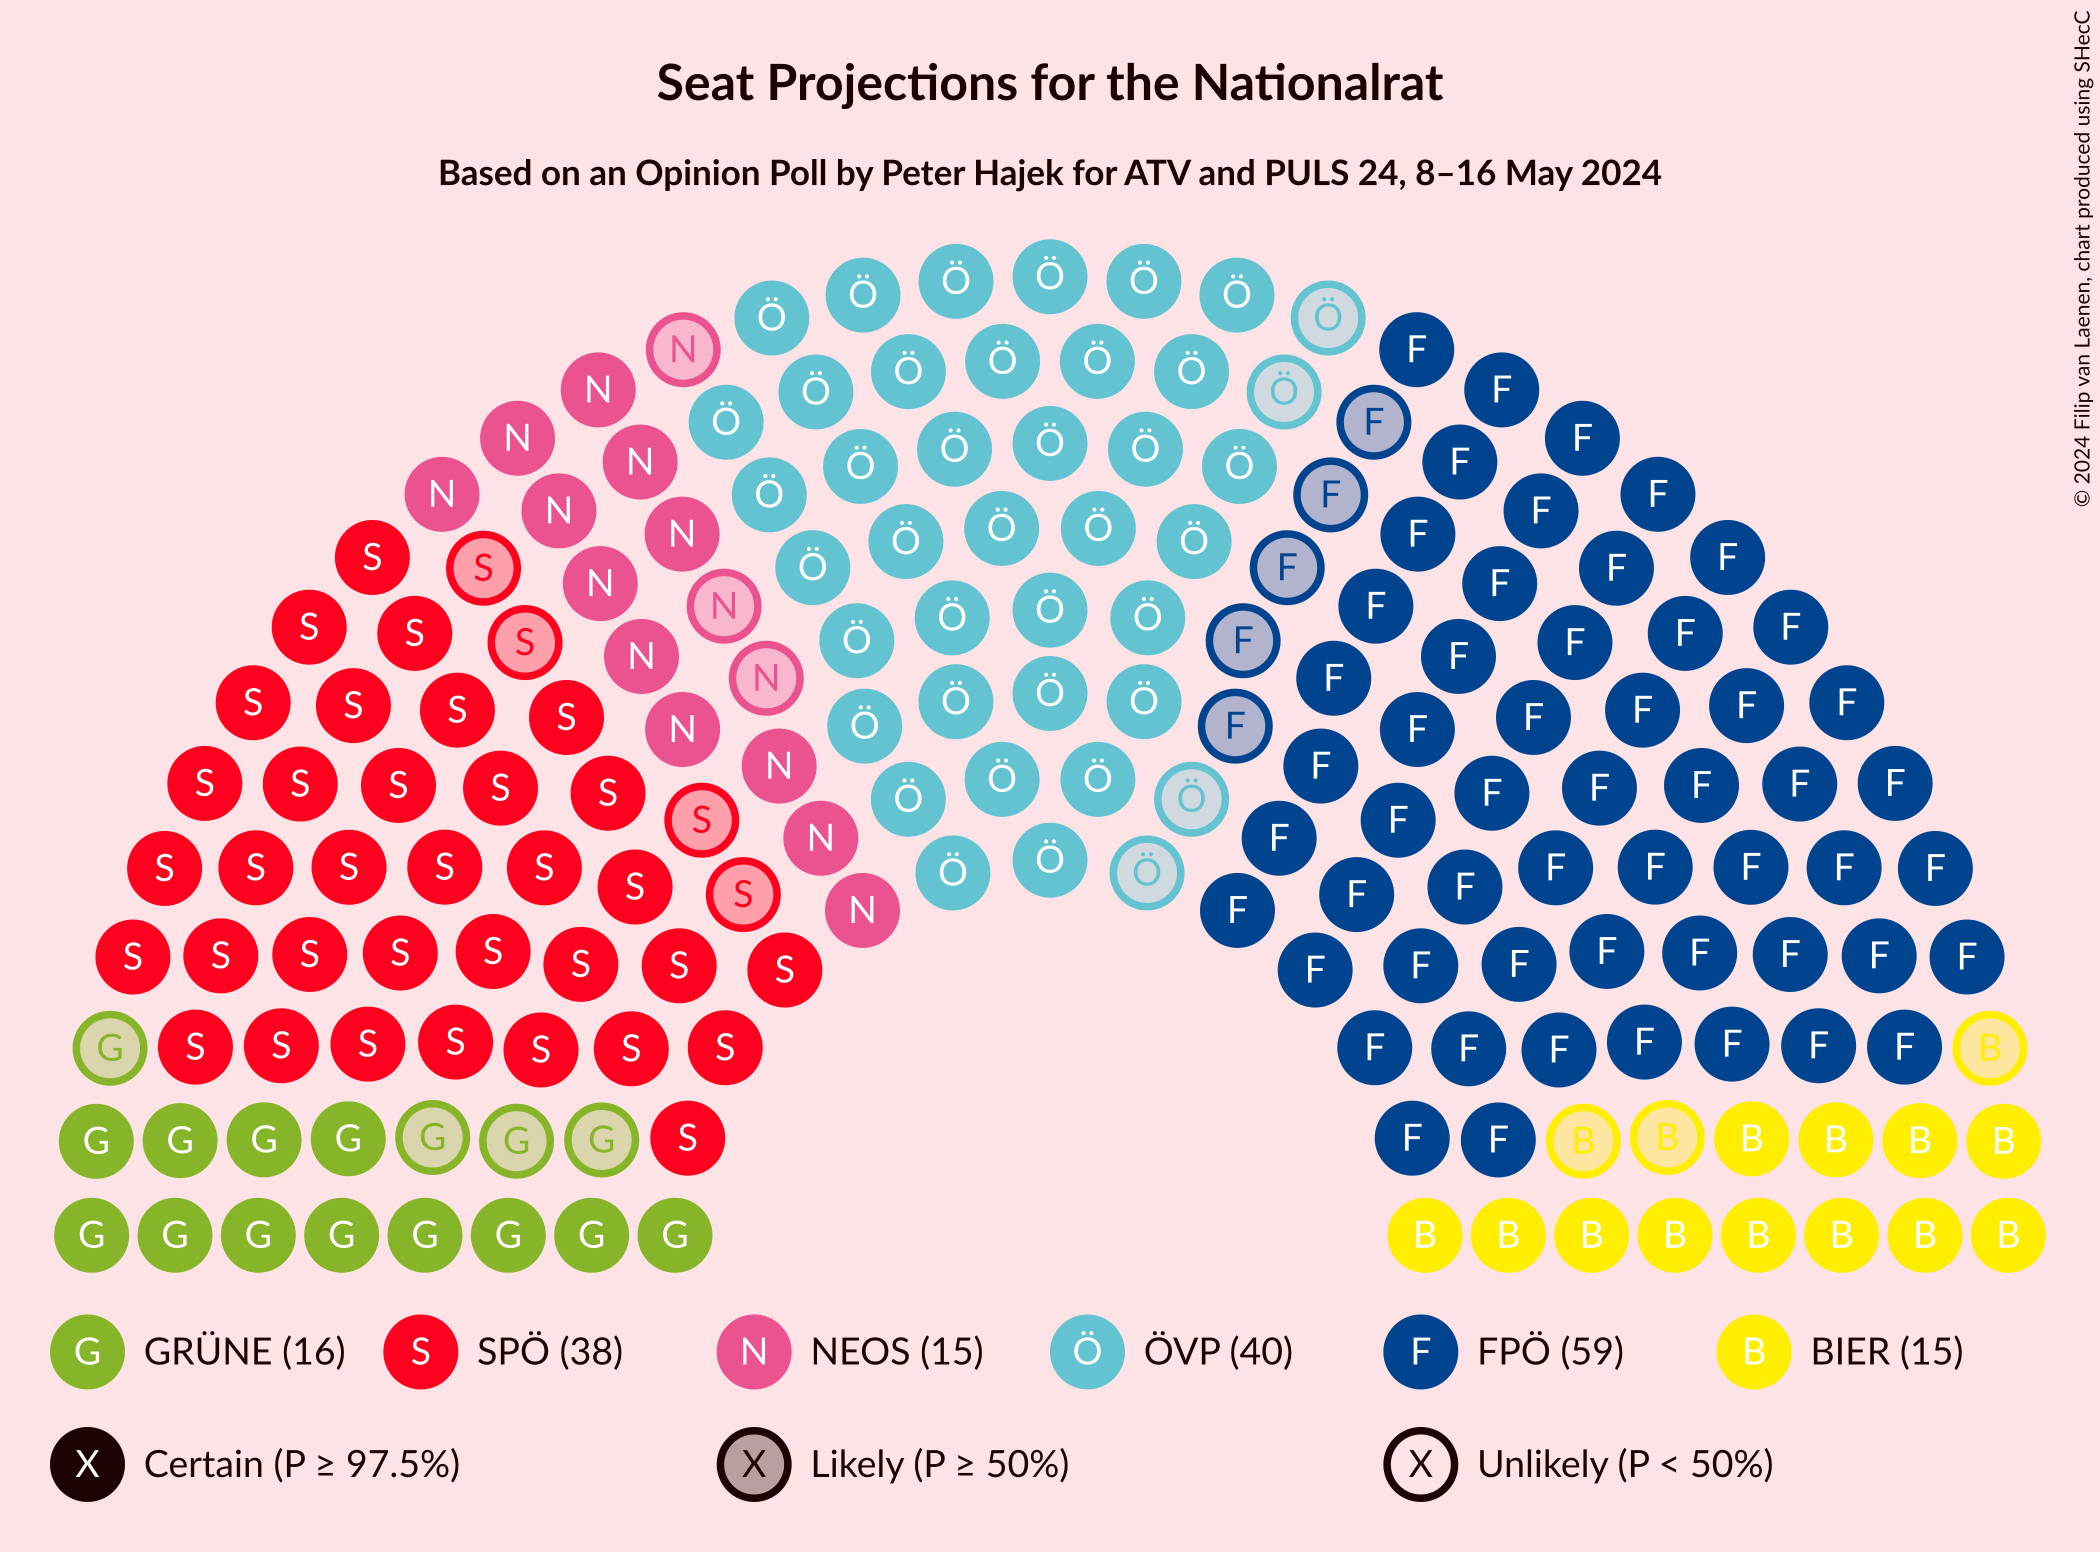 Seat Projections for the Nationalrat
Based on an Opinion Poll by Peter Hajek for ATV and PULS 24, 8–16 May 2024
© 2024 Filip van Laenen, chart produced using SHecC
G G G S S S S S S N N N N Ö Ö Ö Ö Ö Ö Ö F F F F F F F F F F B B B
G G S S S S S S S N N Ö Ö Ö Ö Ö Ö Ö F F F F F F F F F F B B
G G S S S S S S N N Ö Ö Ö Ö Ö Ö F F F F F F F F F B B
G G S S S S S N N Ö Ö Ö Ö Ö F F F F F F F F B B
G G S S S S N N Ö Ö Ö Ö F F F F F F F B B
G G S S S S N Ö Ö Ö Ö F F F F F F B B
G G S S S N Ö Ö Ö Ö F F F F F B
G S S S N Ö Ö Ö F F F F B
G GRÜNE (16) S SPÖ (38) N NEOS (15) Ö ÖVP (40) F FPÖ (59) B BIER (15)
X Certain (P ≥ 97.5%) X Likely (P ≥ 50%) X Unlikely (P < 50%)